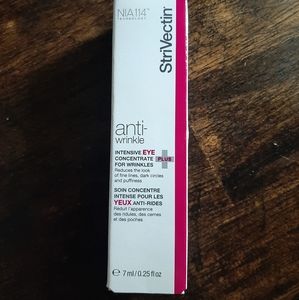 NIA114™
TECHNOLOGY
StriVectin®
anti-
wrinkle
INTENSIVE EYE
CONCENTRATE PLUS
FOR WRINKLES
Reduces the look
of fine lines, dark circles
and puffiness
SOIN CONCENTRE
INTENSE POUR LES
YEUX ANTI-RIDES
Réduit l'apparence
des ridules, des cernes
et des poches
℮ 7 ml / 0.25 fl oz